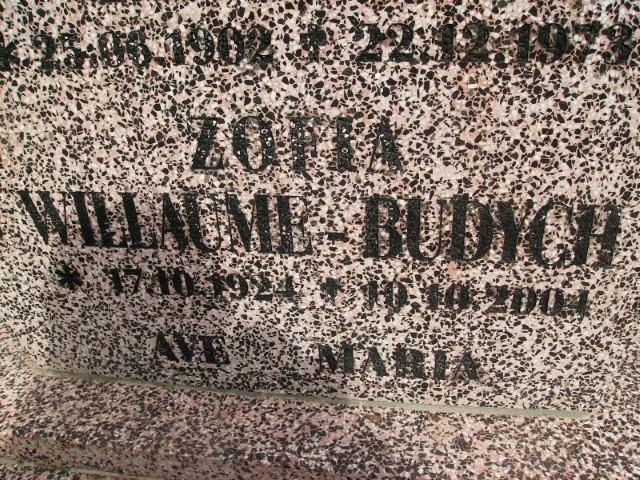 * 25.06.1902 † 22.12.1973
ZOFIA
WILLAUME - BUDYCH
* 17.10.1924 † 10.10.2004
AVE MARIA